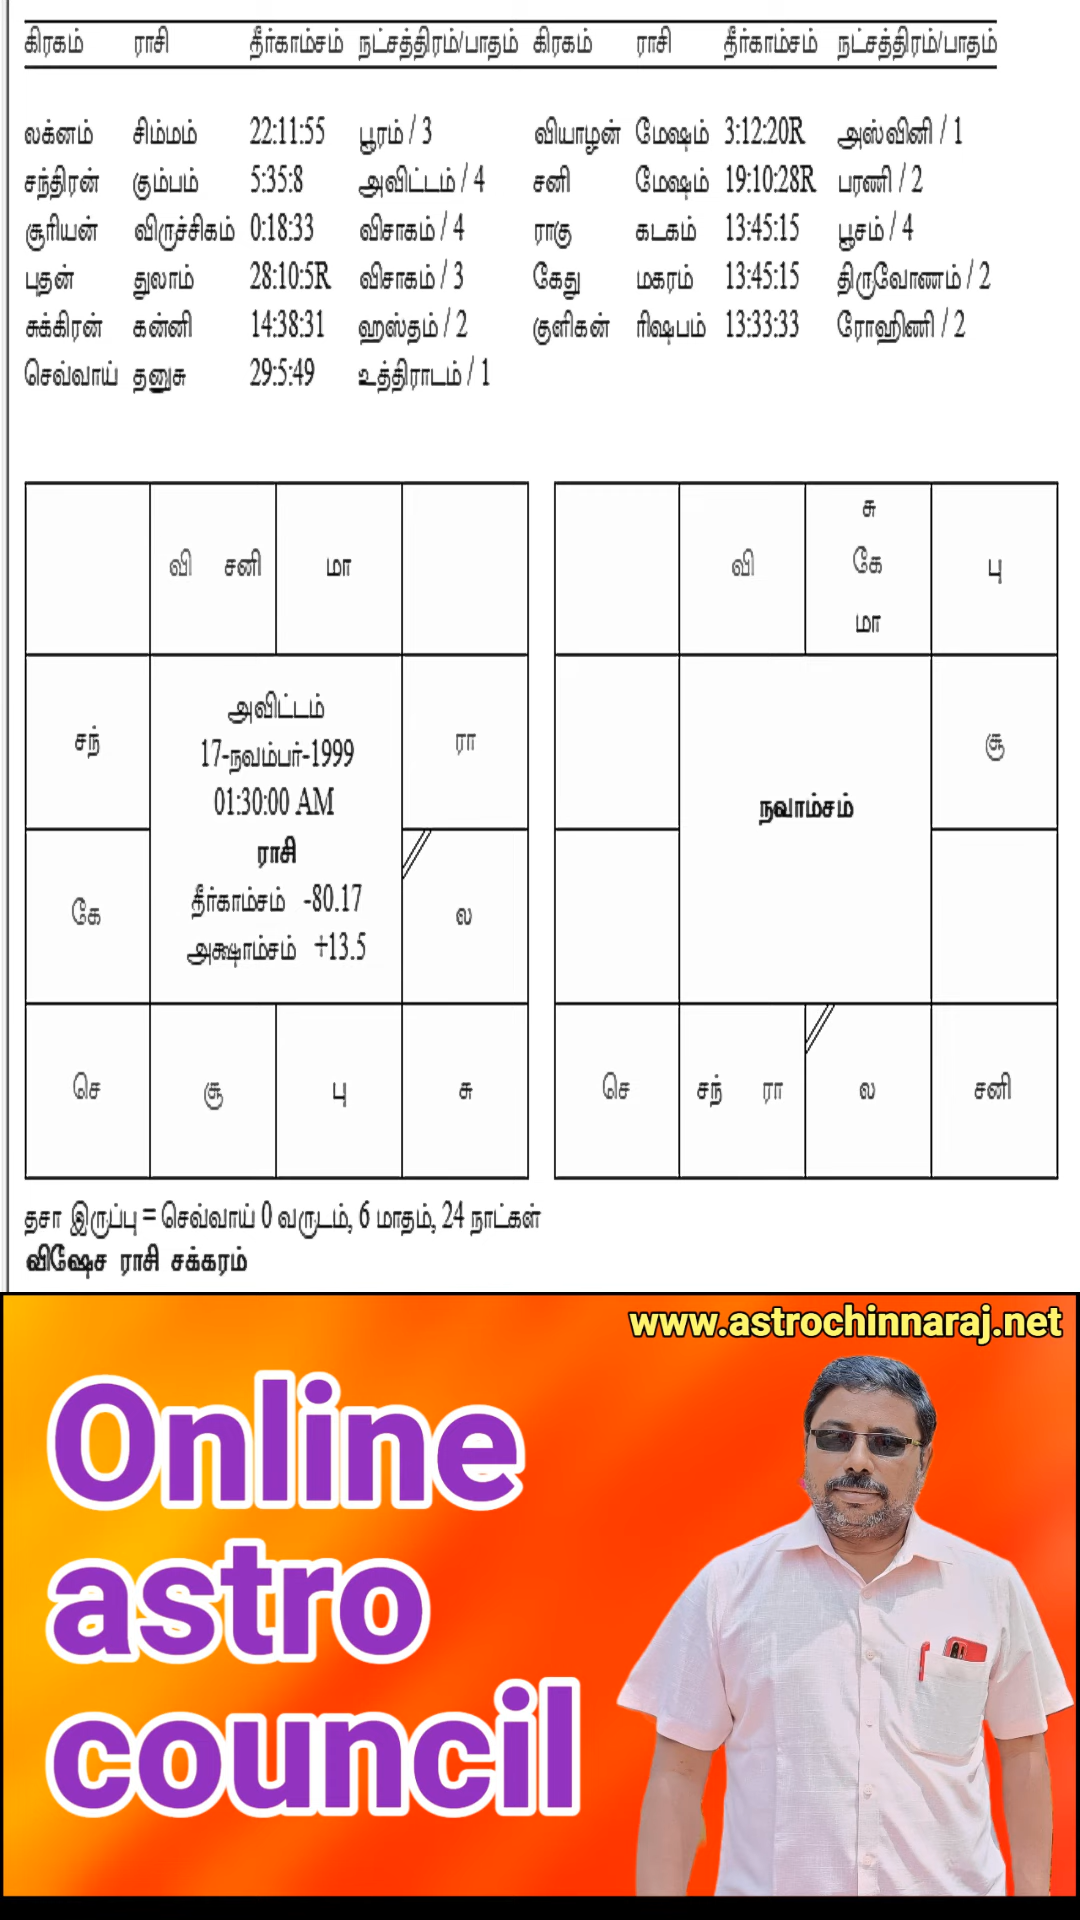 கிரகம் ராசி தீர்காம்சம் நட்சத்திரம்/பாதம் கிரகம் ராசி தீர்காம்சம் நட்சத்திரம்/பாதம்
லக்னம் சிம்மம் 22:11:55 பூரம் / 3 வியாழன் மேஷம் 3:12:20R அஸ்வினி / 1
சந்திரன் கும்பம் 5:35:8 அவிட்டம் / 4 சனி மேஷம் 19:10:28R பரணி / 2
சூரியன் விருச்சிகம் 0:18:33 விசாகம் / 4 ராகு கடகம் 13:45:15 பூசம் / 4
புதன் துலாம் 28:10:5R விசாகம் / 3 கேது மகரம் 13:45:15 திருவோணம் / 2
சுக்கிரன் கன்னி 14:38:31 ஹஸ்தம் / 2 குளிகன் ரிஷபம் 13:33:33 ரோஹிணி / 2
செவ்வாய் தனுசு 29:5:49 உத்திராடம் / 1
வி சனி மா
சந்
அவிட்டம்
17-நவம்பர்-1999
01:30:00 AM
ராசி
தீர்காம்சம் -80.17
அக்ஷாம்சம் +13.5
ரா
கே
ல
செ சூ பு சு
வி
சு
கே
மா
பு
சூ
நவாம்சம்
செ சந் ரா ல சனி
தசா இருப்பு = செவ்வாய் 0 வருடம், 6 மாதம், 24 நாட்கள்
விஷேச ராசி சக்கரம்
www.astrochinnaraj.net
Online
astro
council